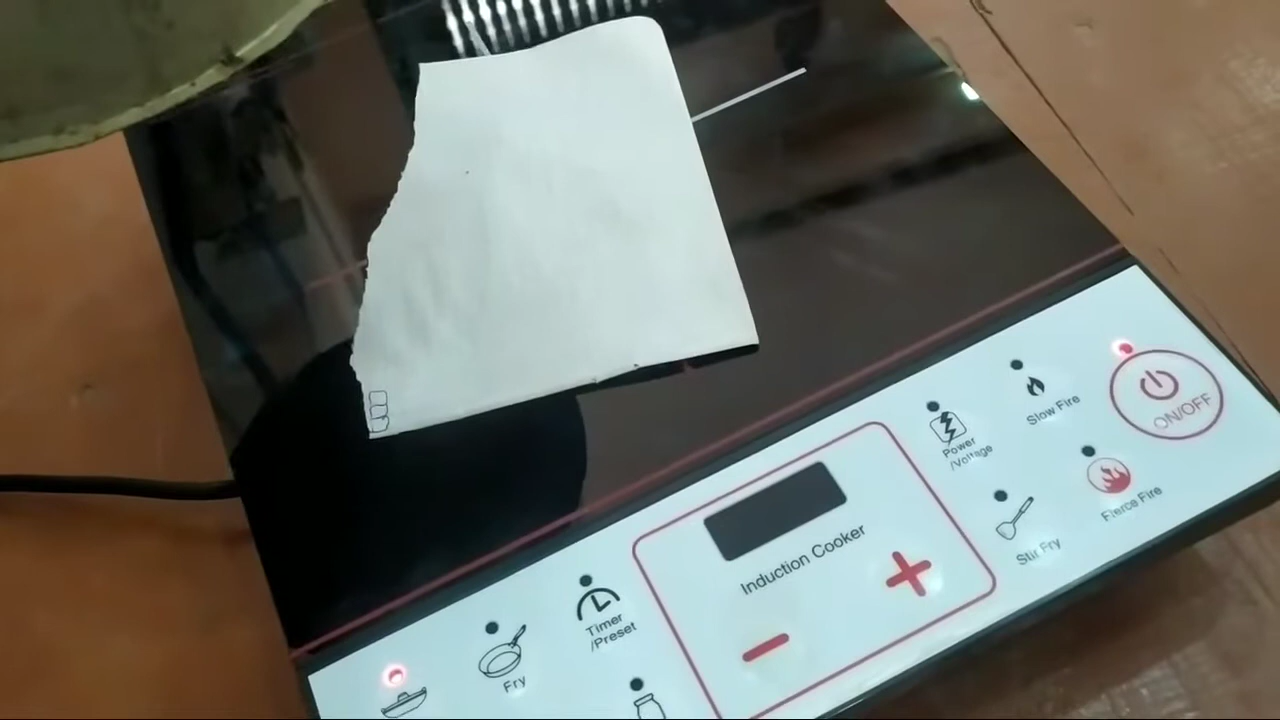 ON/OFF
Slow Fire
Power
/Voltage
Fierce Fire
Stir Fry
Induction Cooker
Timer
/Preset
Fry